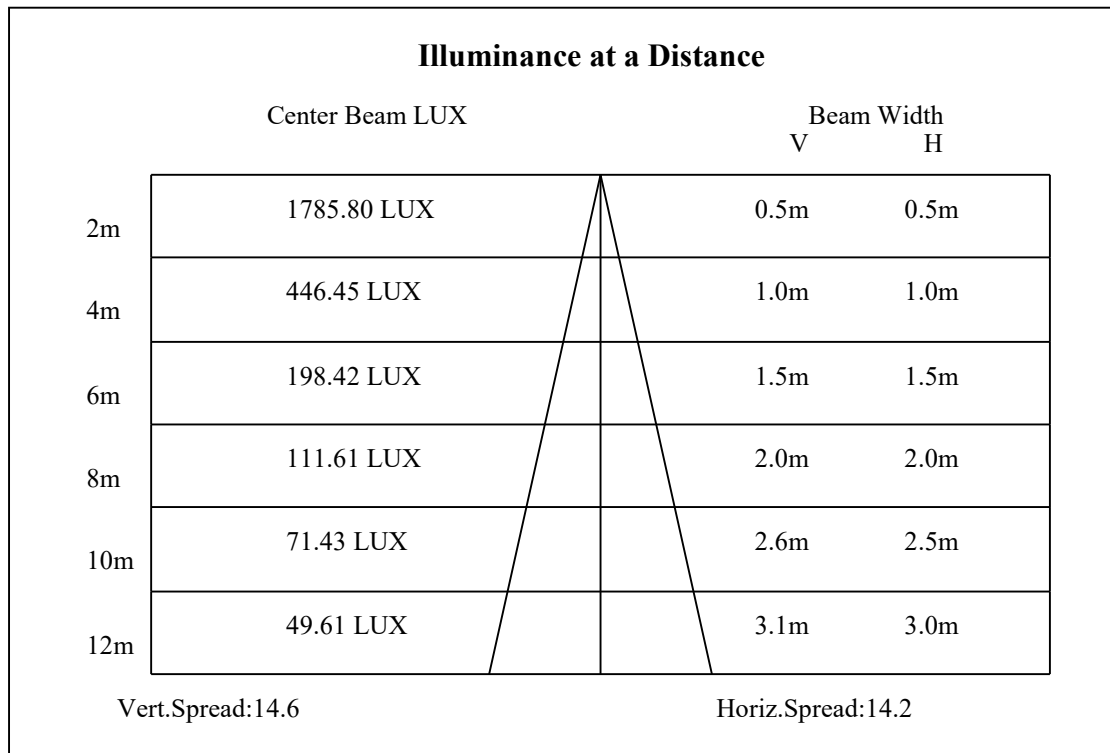 Illuminance at a Distance
Center Beam LUX Beam Width
V H
1785.80 LUX 0.5m 0.5m
2m
446.45 LUX 1.0m 1.0m
4m
198.42 LUX 1.5m 1.5m
6m
111.61 LUX 2.0m 2.0m
8m
71.43 LUX 2.6m 2.5m
10m
49.61 LUX 3.1m 3.0m
12m
Vert.Spread:14.6 Horiz.Spread:14.2